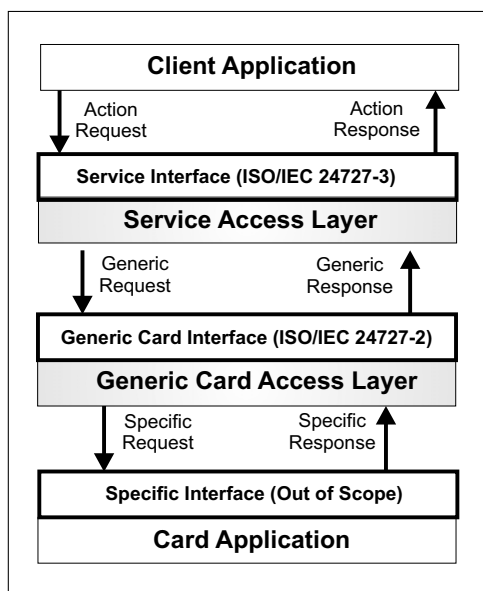 Client Application
Action
Request
Action
Response
Service Interface (ISO/IEC 24727-3)
Service Access Layer
Generic
Request
Generic
Response
Generic Card Interface (ISO/IEC 24727-2)
Generic Card Access Layer
Specific
Request
Specific
Response
Specific Interface (Out of Scope)
Card Application